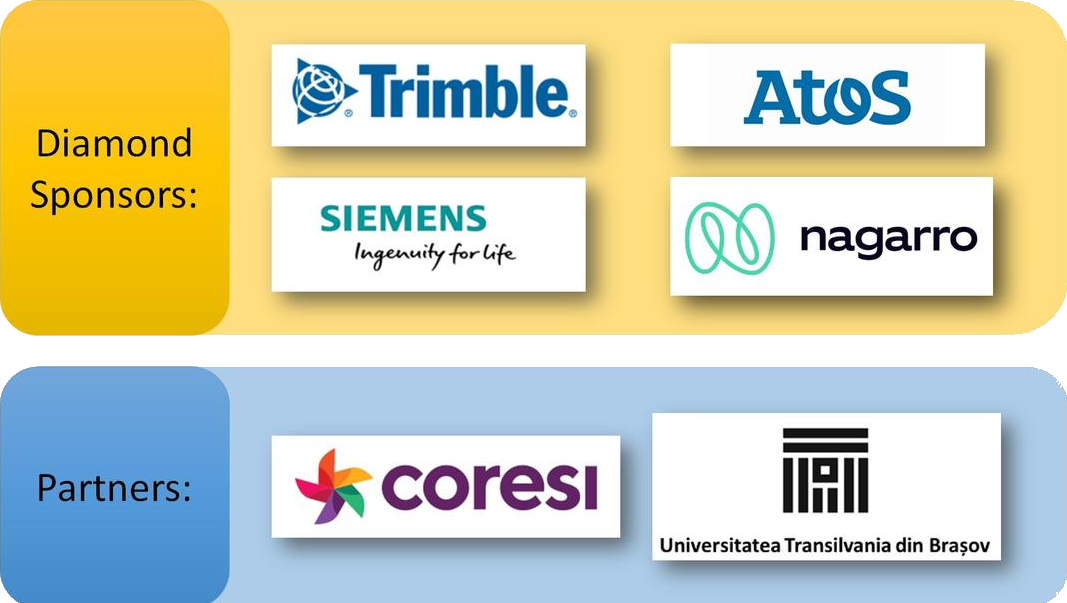 Diamond
Sponsors:
Trimble®
Atos
SIEMENS
Ingenuity for life
nagarro
Partners:
coresi
Universitatea Transilvania din Brașov